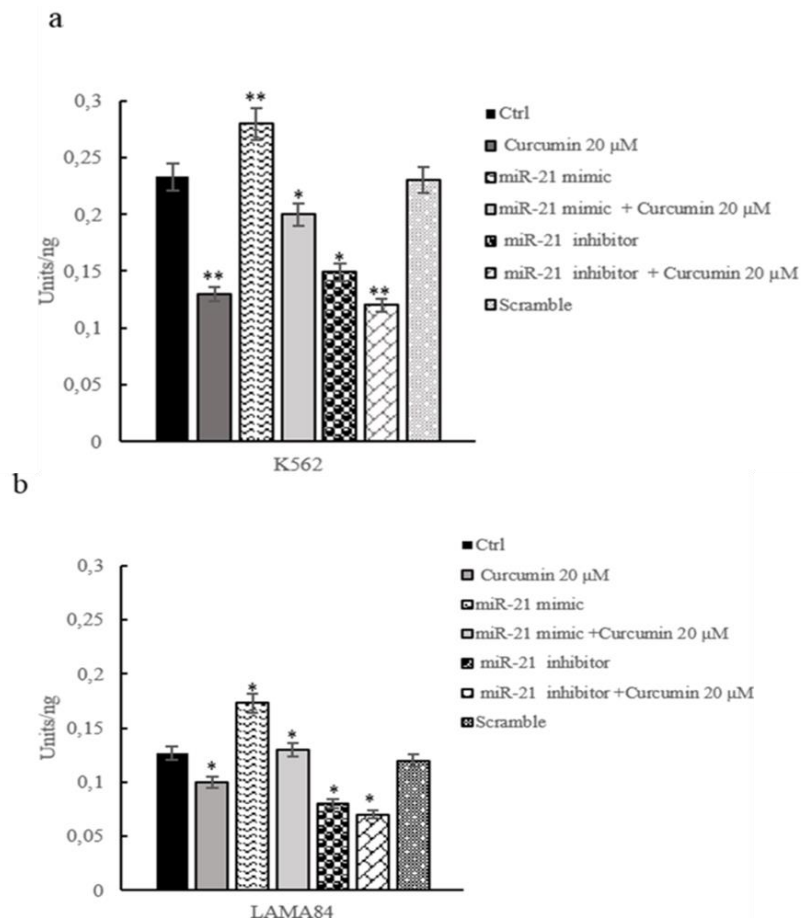 a
0,3
0,25
0,2
0,15
0,1
0,05
0
Units/ng
** 
**
*
*
**
K562
Ctrl
Curcumin 20 μM
miR-21 mimic
miR-21 mimic + Curcumin 20 μM
miR-21 inhibitor
miR-21 inhibitor + Curcumin 20 μM
Scramble
b
0,3
0,25
0,2
0,15
0,1
0,05
0
Units/ng
*
*
*
*
*
LAMA84
Ctrl
Curcumin 20 μM
miR-21 mimic
miR-21 mimic +Curcumin 20 μM
miR-21 inhibitor
miR-21 inhibitor +Curcumin 20 μM
Scramble